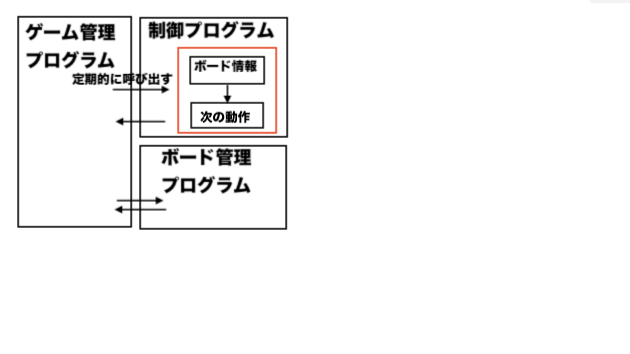 ゲーム管理
プログラム
定期的に呼び出す
制御プログラム
ボード情報
次の動作
ボード管理
プログラム